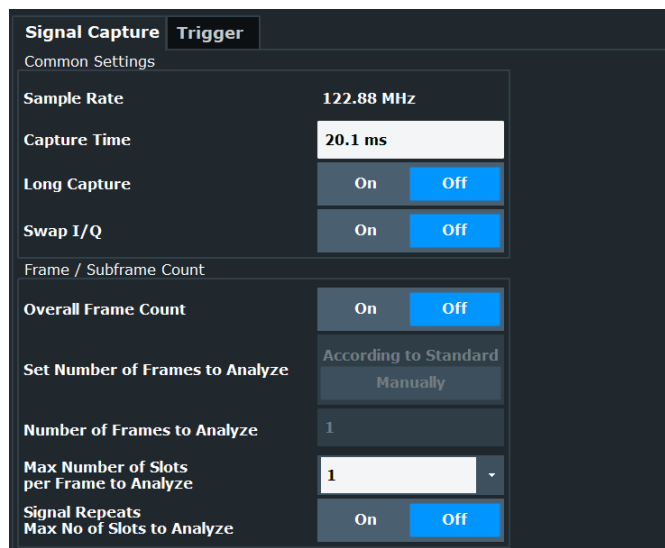 Signal Capture Trigger
Common Settings
Sample Rate 122.88 MHz
Capture Time 20.1 ms
Long Capture On Off
Swap I/Q On Off
Frame / Subframe Count
Overall Frame Count On Off
According to Standard
Set Number of Frames to Analyze
Manually
Number of Frames to Analyze 1
Max Number of Slots
per Frame to Analyze 1
Signal Repeats
Max No of Slots to Analyze On Off